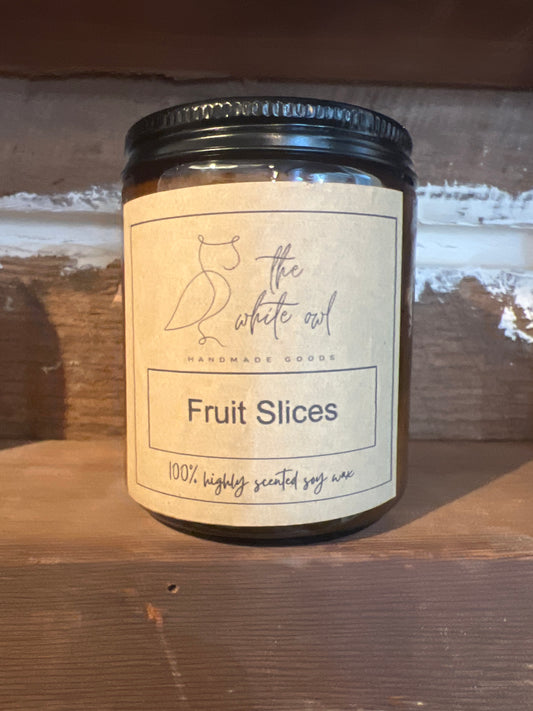 the
white owl
HANDMADE GOODS
Fruit Slices
100% highly scented soy wax